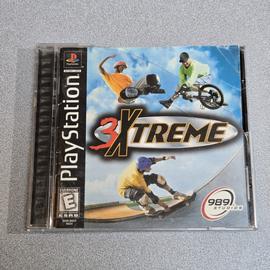 PlayStation
3XTREME
EVERYONE
E
989
STUDIOS